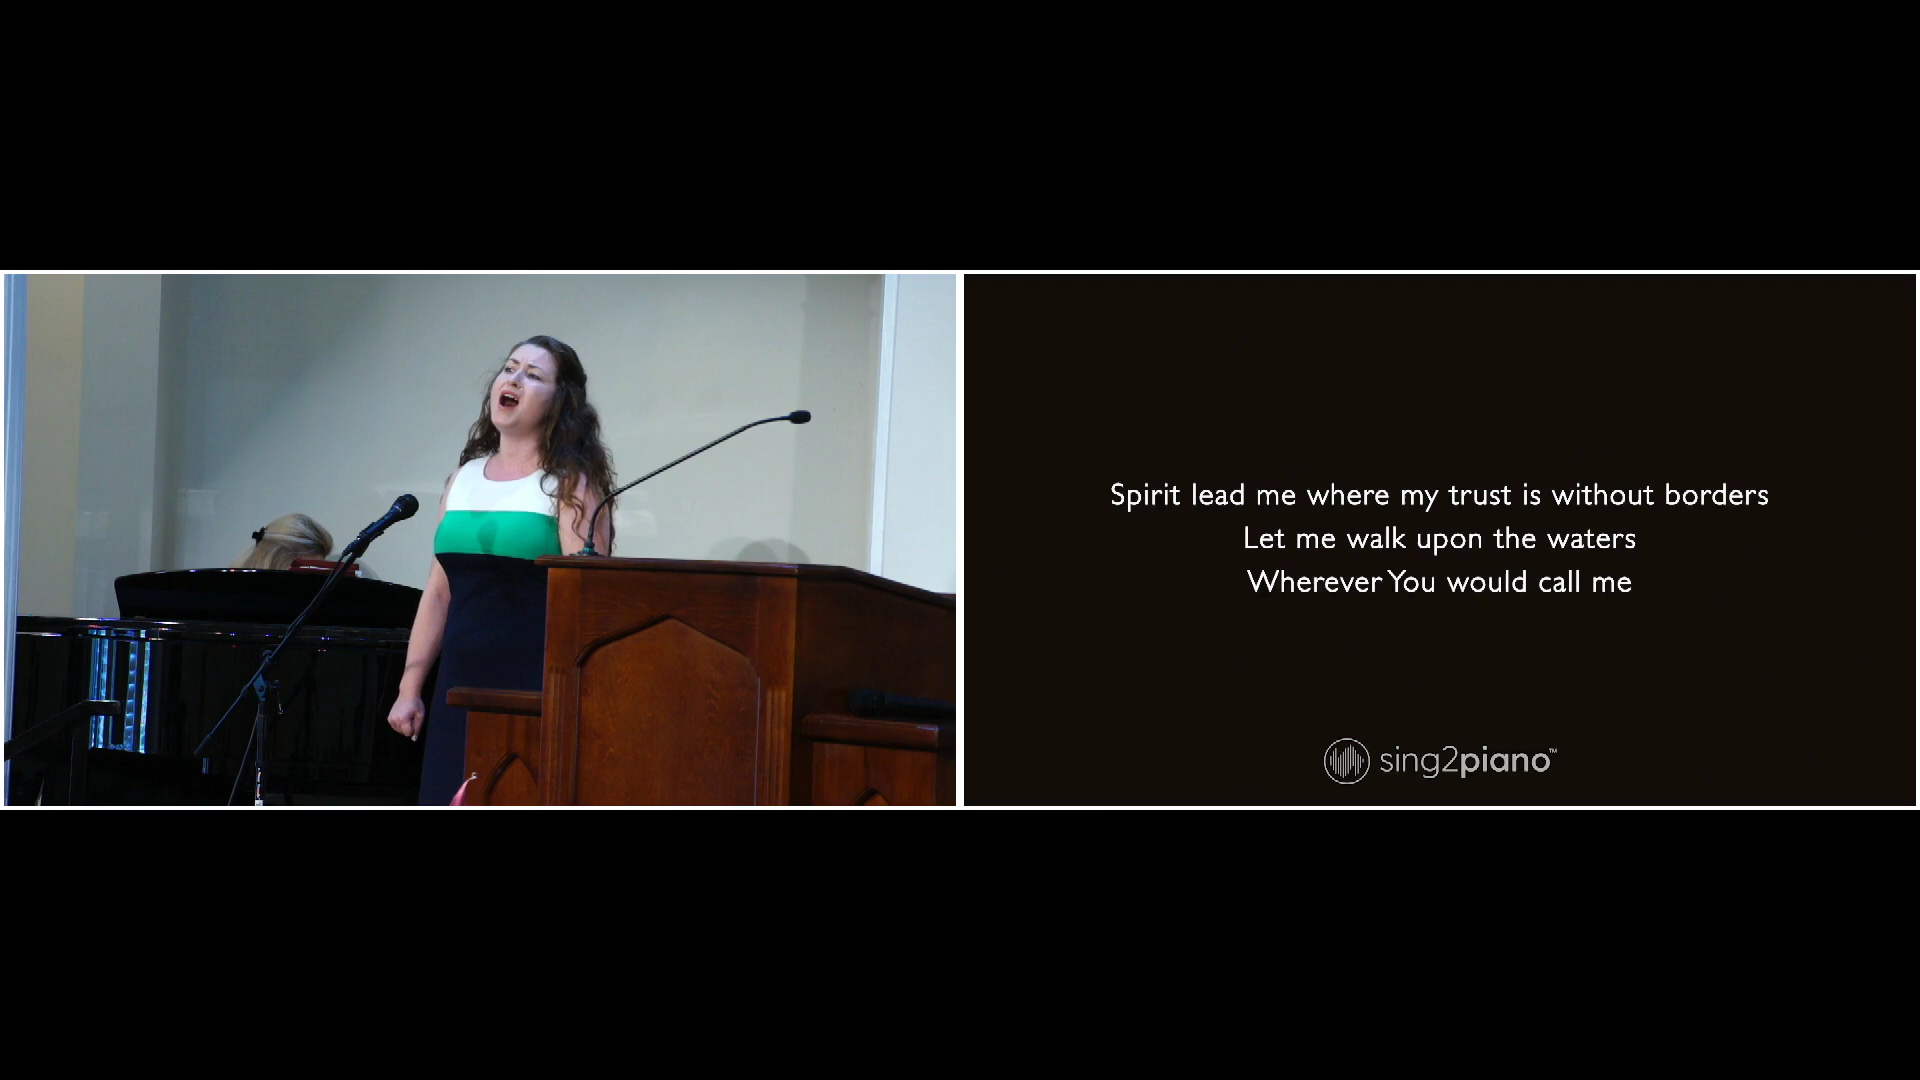 Spirit lead me where my trust is without borders
Let me walk upon the waters
Wherever You would call me
sing2piano™